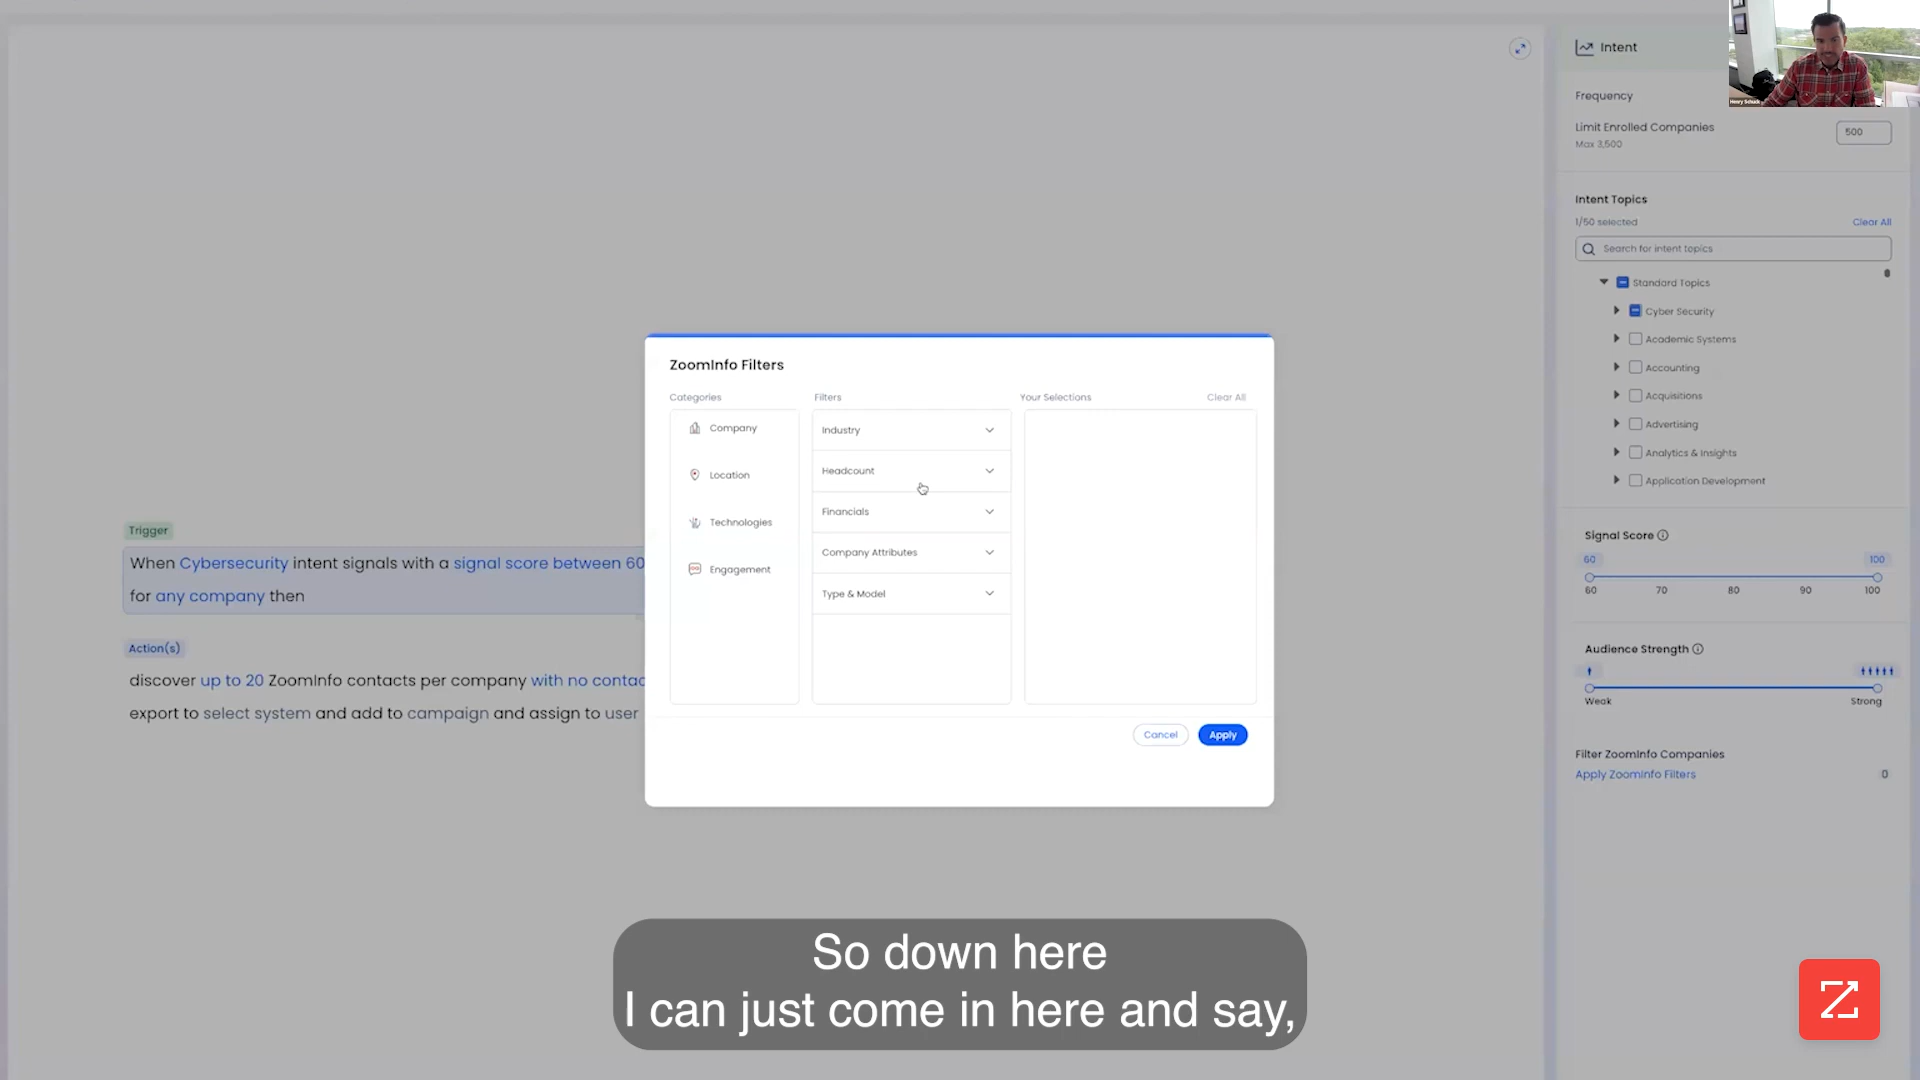 Intent
Henry Schuck
Frequency
Limit Enrolled Companies
500
Max 3,500
Intent Topics
1/50 selected
Clear All
Search for intent topics
Standard Topics
Cyber Security
Academic Systems
Accounting
Acquisitions
Advertising
Analytics & Insights
Application Development
Signal Score
60
100
60
70
80
90
100
Audience Strength
Weak
Strong
Filter ZoomInfo Companies
Apply ZoomInfo Filters
0
ZoomInfo Filters
Categories
Filters
Your Selections
Clear All
Company
Location
Technologies
Engagement
Industry
Headcount
Financials
Company Attributes
Type & Model
Cancel
Apply
Trigger
When Cybersecurity intent signals with a signal score between 60
for any company then
Action(s)
discover up to 20 ZoomInfo contacts per company with no contac
export to select system and add to campaign and assign to user
So down here
I can just come in here and say,